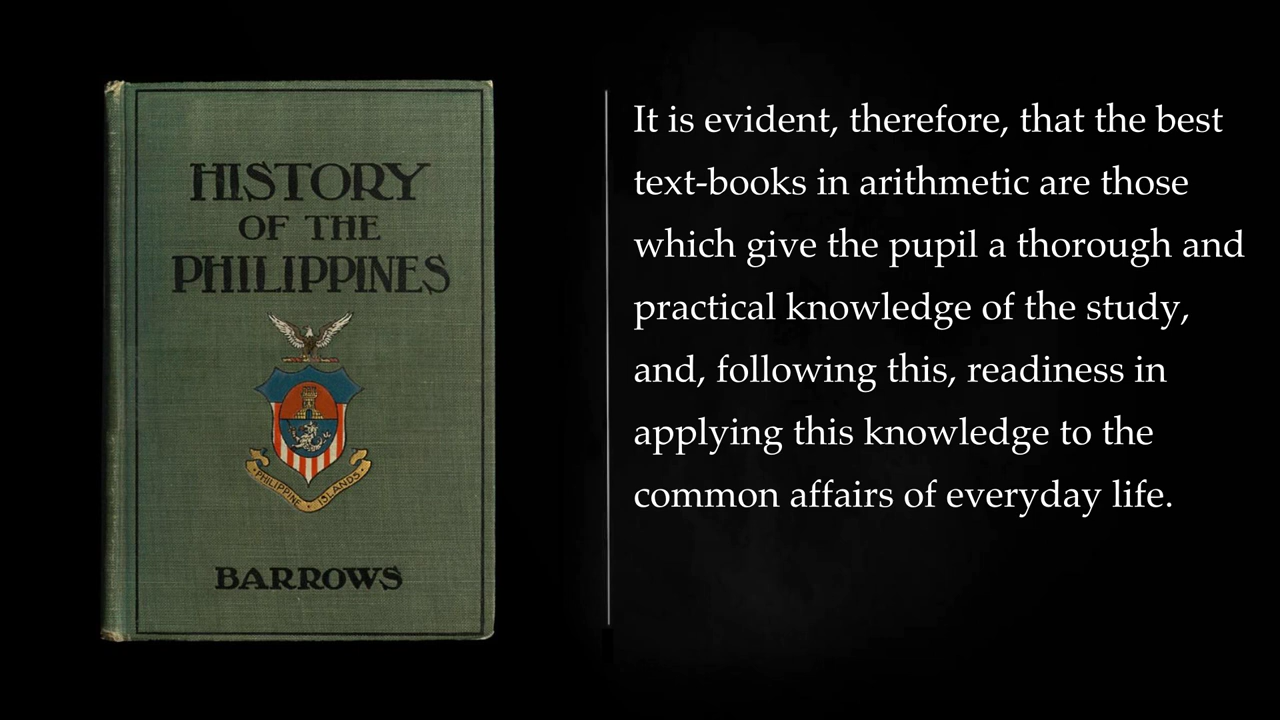 HISTORY
OF THE
PHILIPPINES
PHILIPPINE ISLANDS
BARROWS
It is evident, therefore, that the best
text-books in arithmetic are those
which give the pupil a thorough and
practical knowledge of the study,
and, following this, readiness in
applying this knowledge to the
common affairs of everyday life.